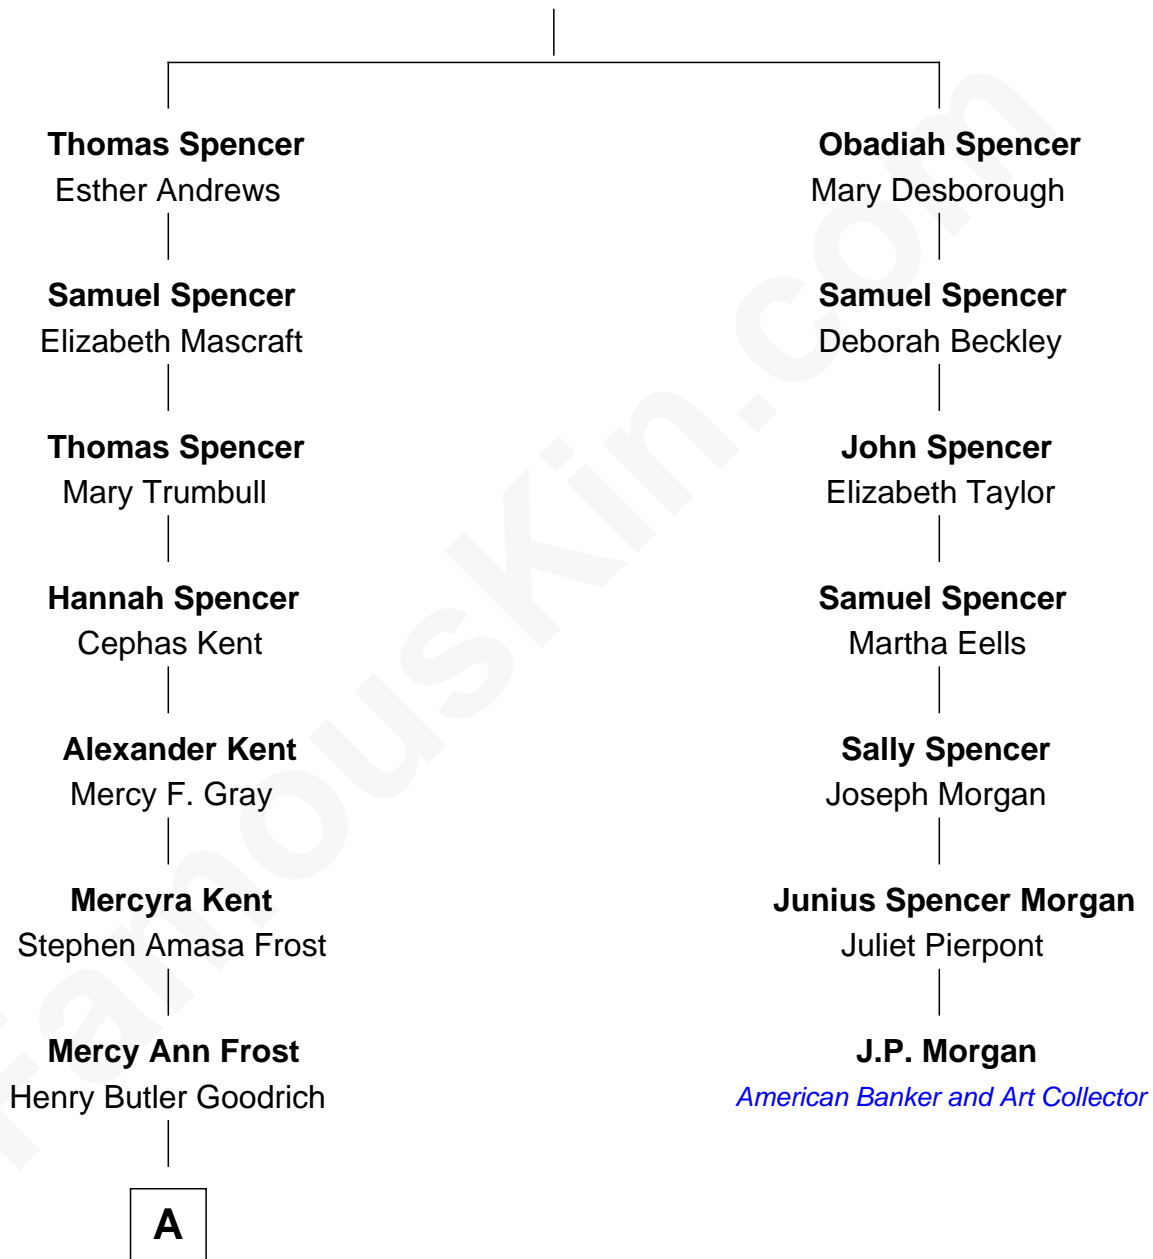 Thomas Spencer
Esther Andrews
Samuel Spencer
Elizabeth Mascraft
Thomas Spencer
Mary Trumbull
Hannah Spencer
Cephas Kent
Alexander Kent
Mercy F. Gray
Mercyra Kent
Stephen Amasa Frost
Mercy Ann Frost
Henry Butler Goodrich
A
Obadiah Spencer
Mary Desborough
Samuel Spencer
Deborah Beckley
John Spencer
Elizabeth Taylor
Samuel Spencer
Martha Eells
Sally Spencer
Joseph Morgan
Junius Spencer Morgan
Juliet Pierpont
J.P. Morgan
American Banker and Art Collector
FamousKin.com